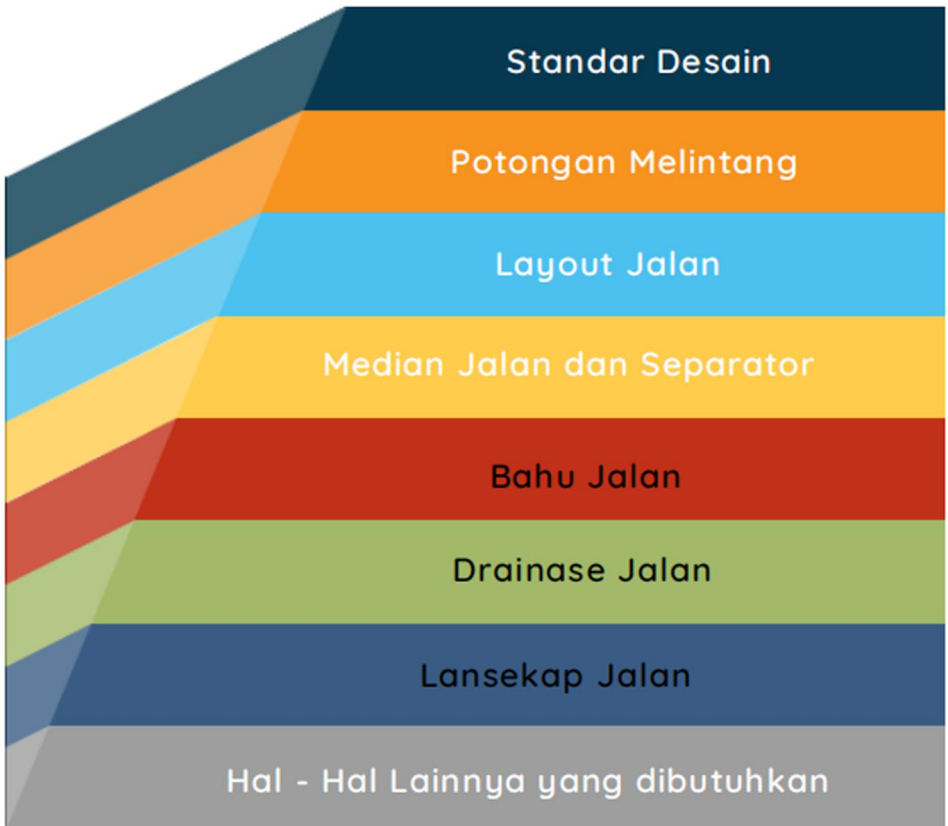 Standar Desain
Potongan Melintang
Layout Jalan
Median Jalan dan Separator
Bahu Jalan
Drainase Jalan
Lansekap Jalan
Hal - Hal Lainnya yang dibutuhkan